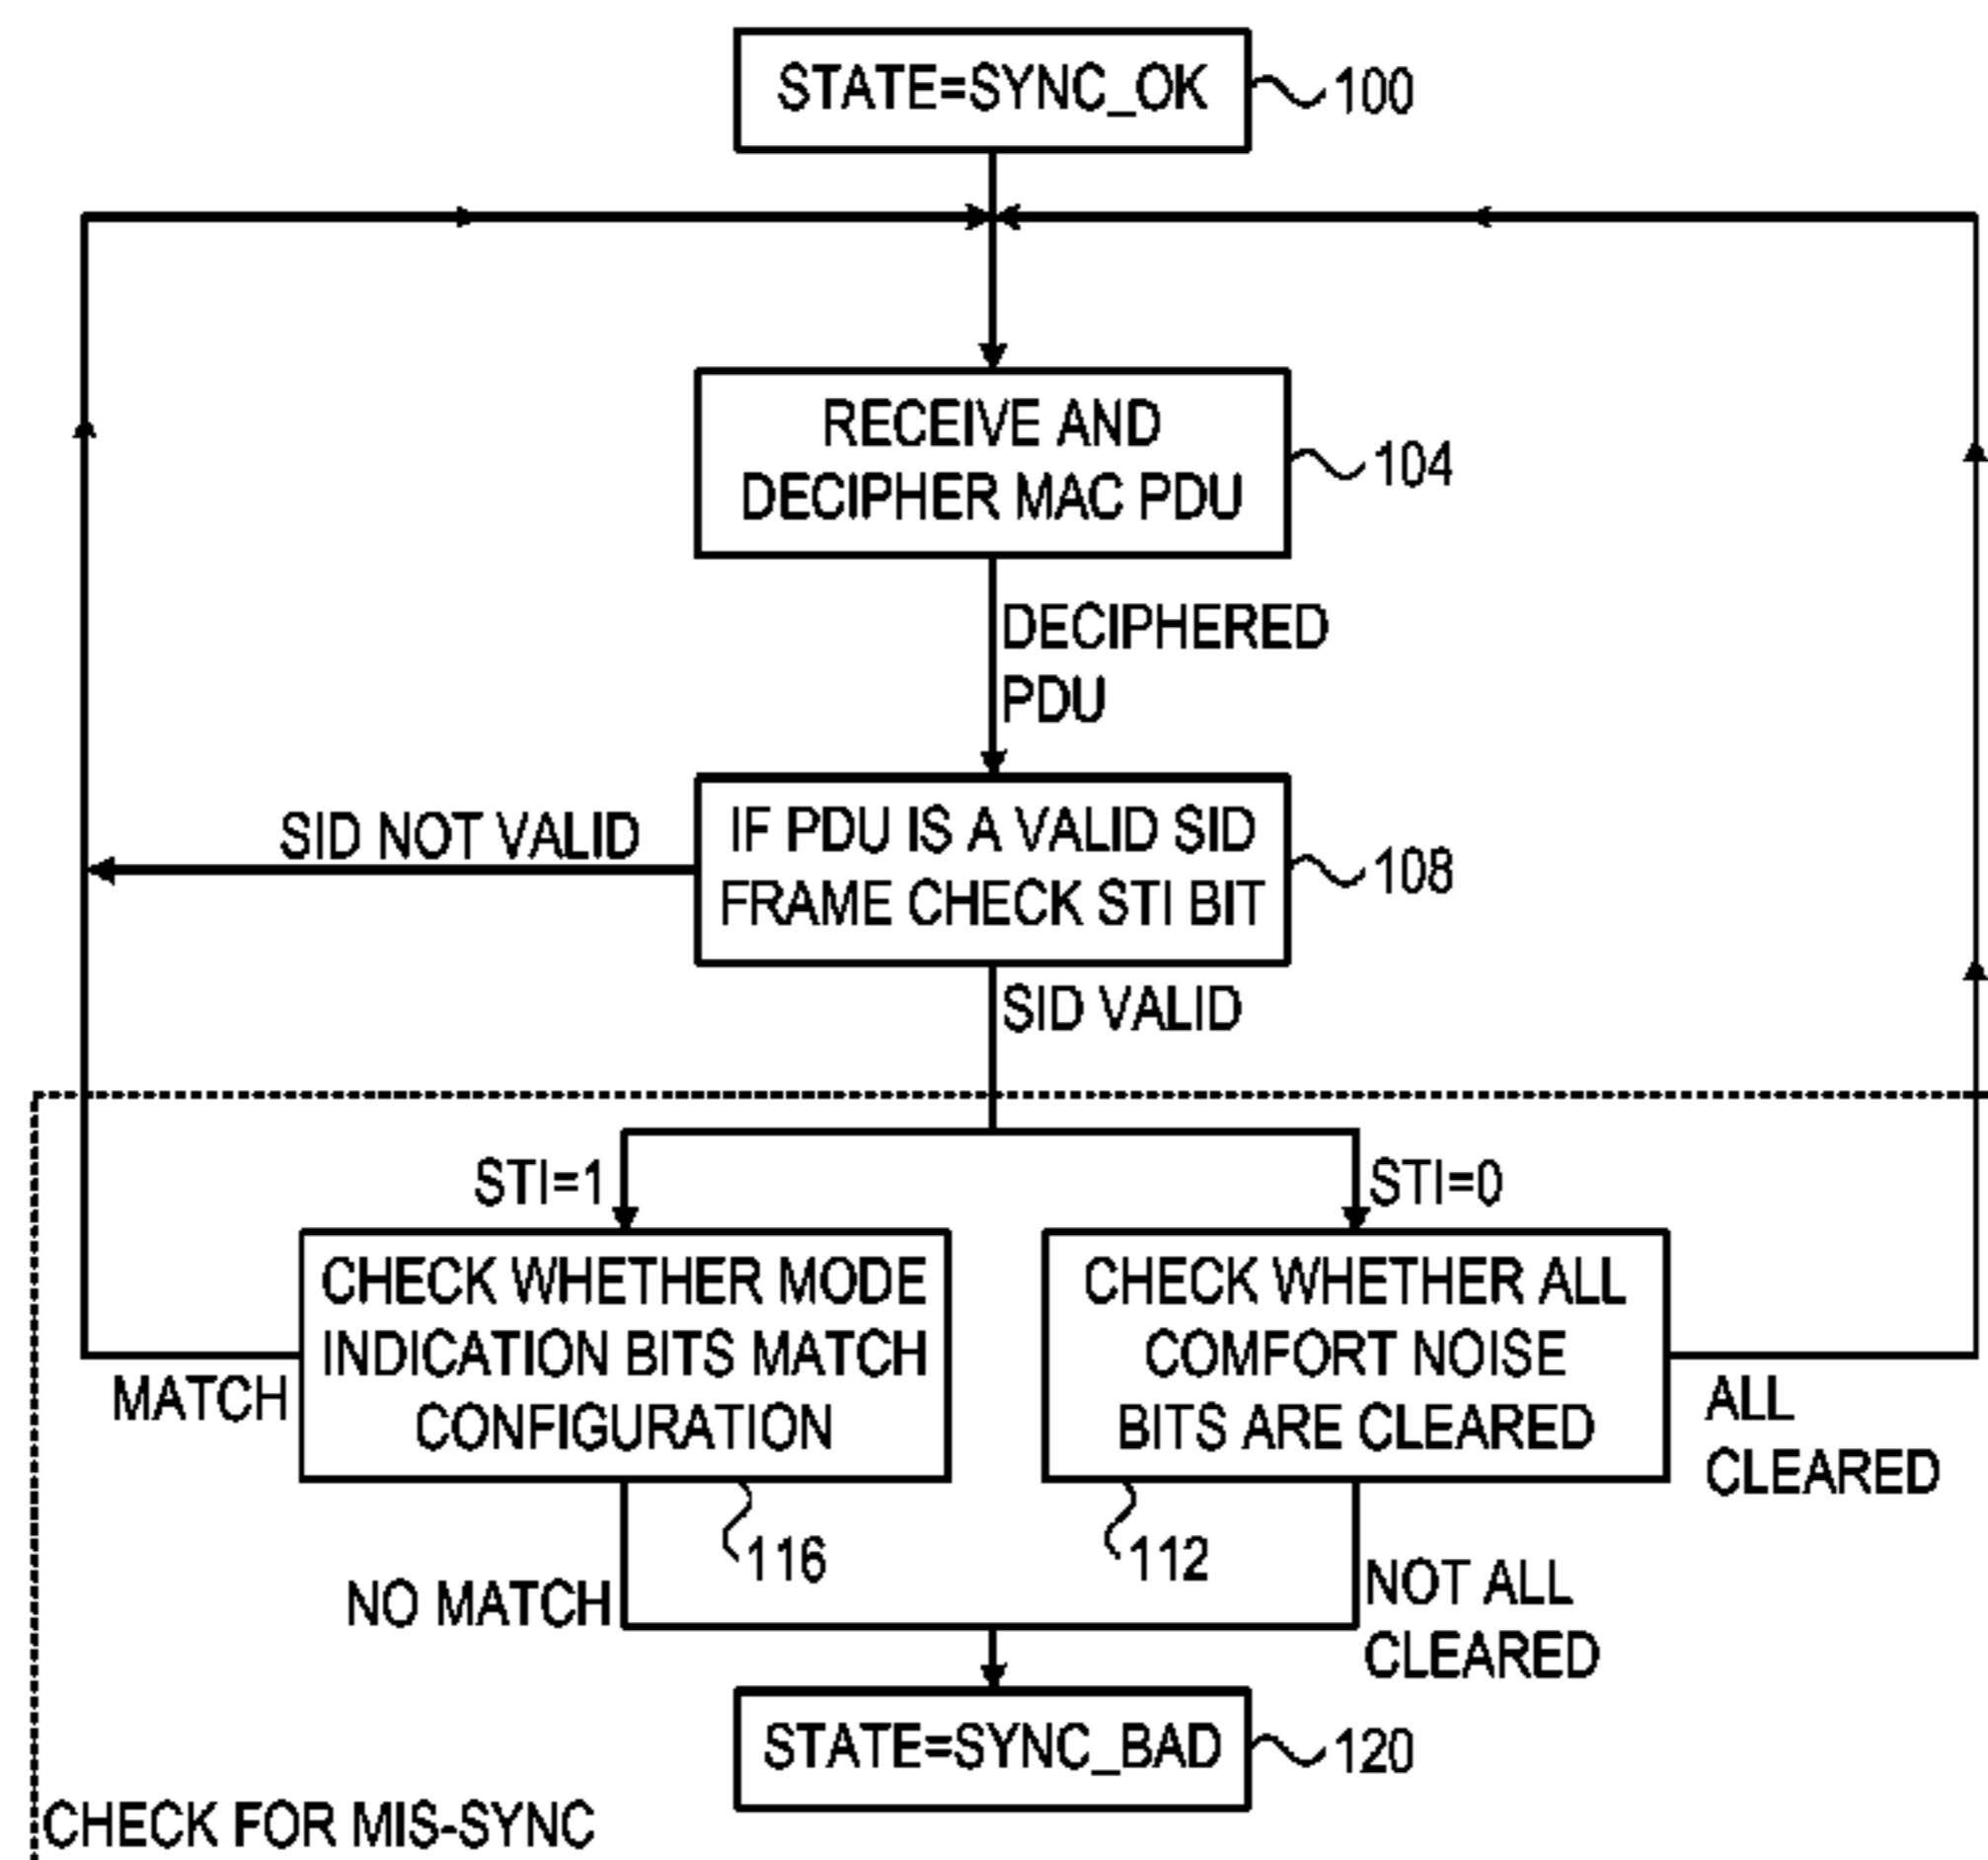 STATE=SYNC_OK
100
RECEIVE AND
DECIPHER MAC PDU
104
DECIPHERED
PDU
SID NOT VALID
IF PDU IS A VALID SID
FRAME CHECK STI BIT
108
SID VALID
STI=1
STI=0
CHECK WHETHER MODE
INDICATION BITS MATCH
CONFIGURATION
CHECK WHETHER ALL
COMFORT NOISE
BITS ARE CLEARED
MATCH
ALL
CLEARED
116
112
NO MATCH
NOT ALL
CLEARED
STATE=SYNC_BAD
120
CHECK FOR MIS-SYNC